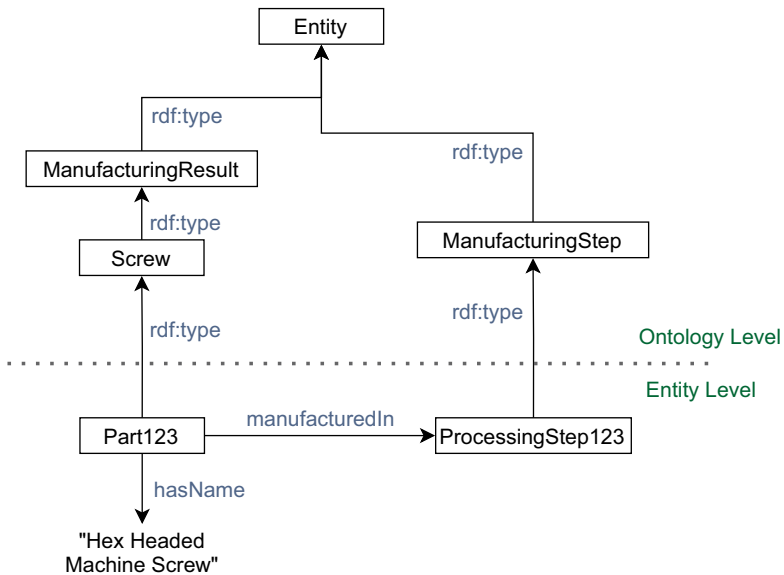 Entity
rdf:type
ManufacturingResult
rdf:type
rdf:type
Screw
ManufacturingStep
rdf:type
rdf:type
Ontology Level
Entity Level
Part123
manufacturedIn
ProcessingStep123
hasName
"Hex Headed
Machine Screw"